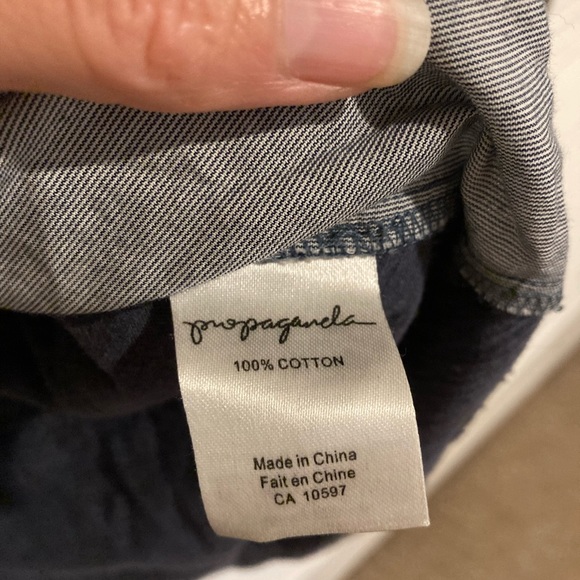 propaganda
100% COTTON
Made in China
Fait en Chine
CA 10597